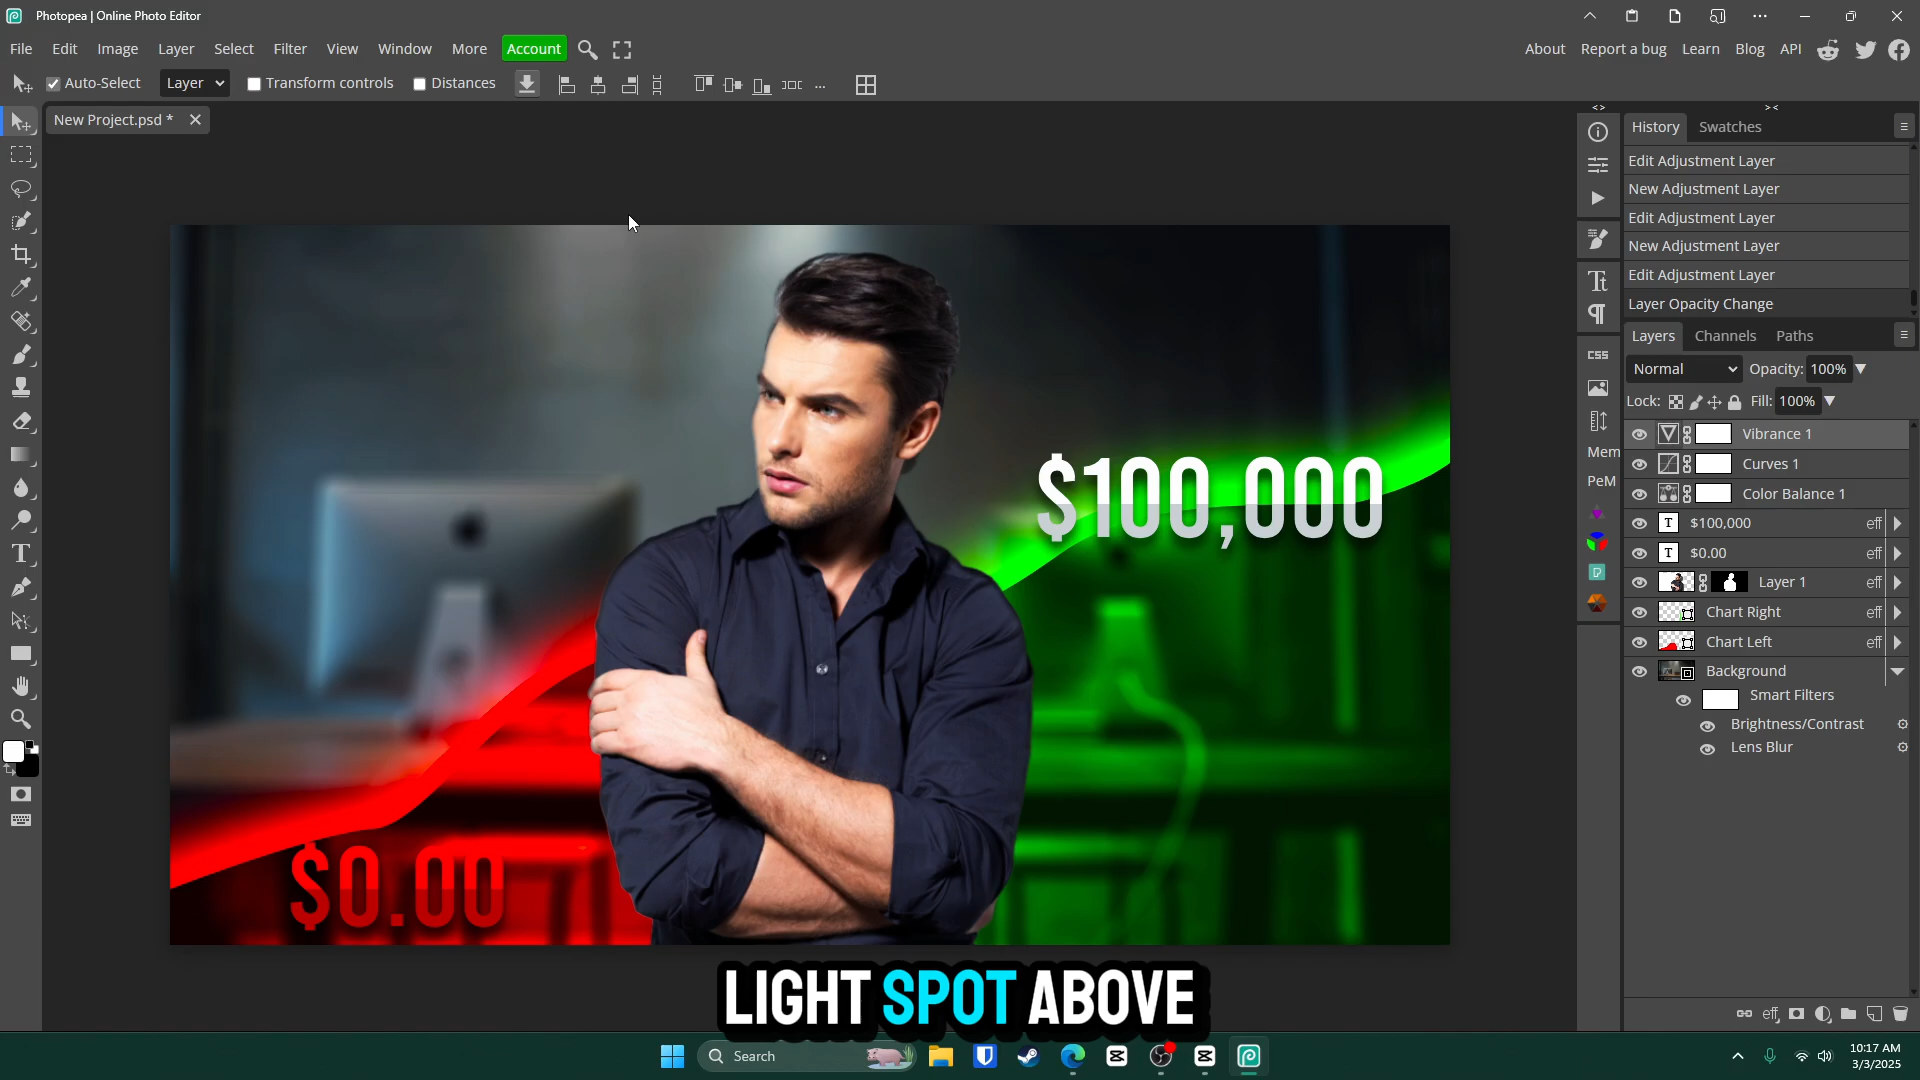 Photopea | Online Photo Editor
File Edit Image Layer Select Filter View Window More Account
About Report a bug Learn Blog API
Auto-Select Layer Transform controls Distances ...
New Project.psd *
History Swatches
Edit Adjustment Layer
New Adjustment Layer
Edit Adjustment Layer
New Adjustment Layer
Edit Adjustment Layer
Layer Opacity Change
Layers Channels Paths
Normal Opacity: 100%
Lock: Fill: 100%
CSS
Mem
PeM
Vibrance 1
Curves 1
Color Balance 1
T $100,000 eff
T $0.00 eff
Layer 1 eff
Chart Right eff
Chart Left eff
Background
Smart Filters
Brightness/Contrast
Lens Blur
eff
$100,000
$0.00
LIGHT SPOT ABOVE
Search
10:17 AM
3/3/2025